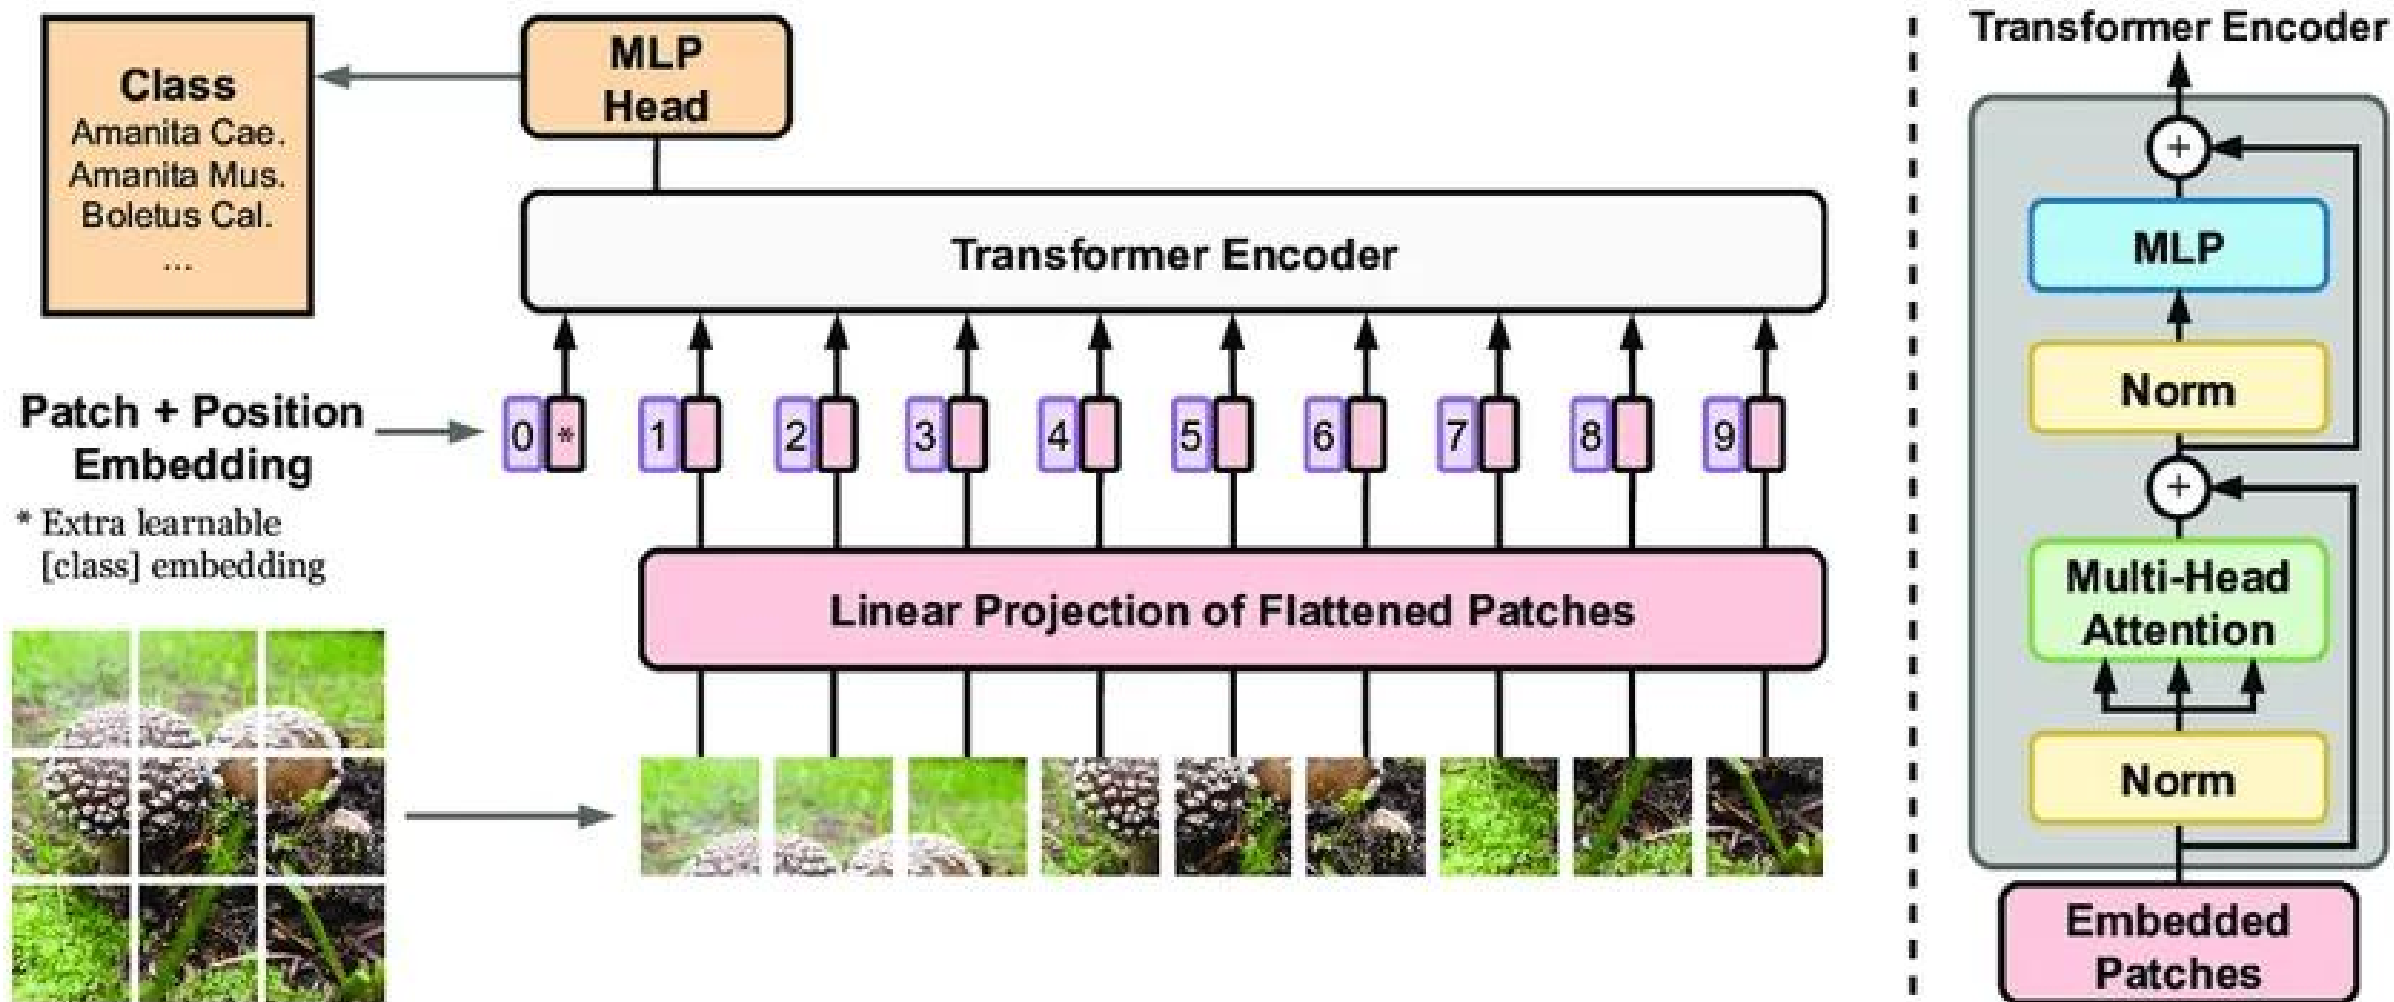 Class
Amanita Cae.
Amanita Mus.
Boletus Cal.
...
MLP
Head
Transformer Encoder
Patch + Position
Embedding
* Extra learnable
[class] embedding
0 * 1 2 3 4 5 6 7 8 9
Linear Projection of Flattened Patches
Transformer Encoder
+
MLP
Norm
+
Multi-Head
Attention
Norm
Embedded
Patches